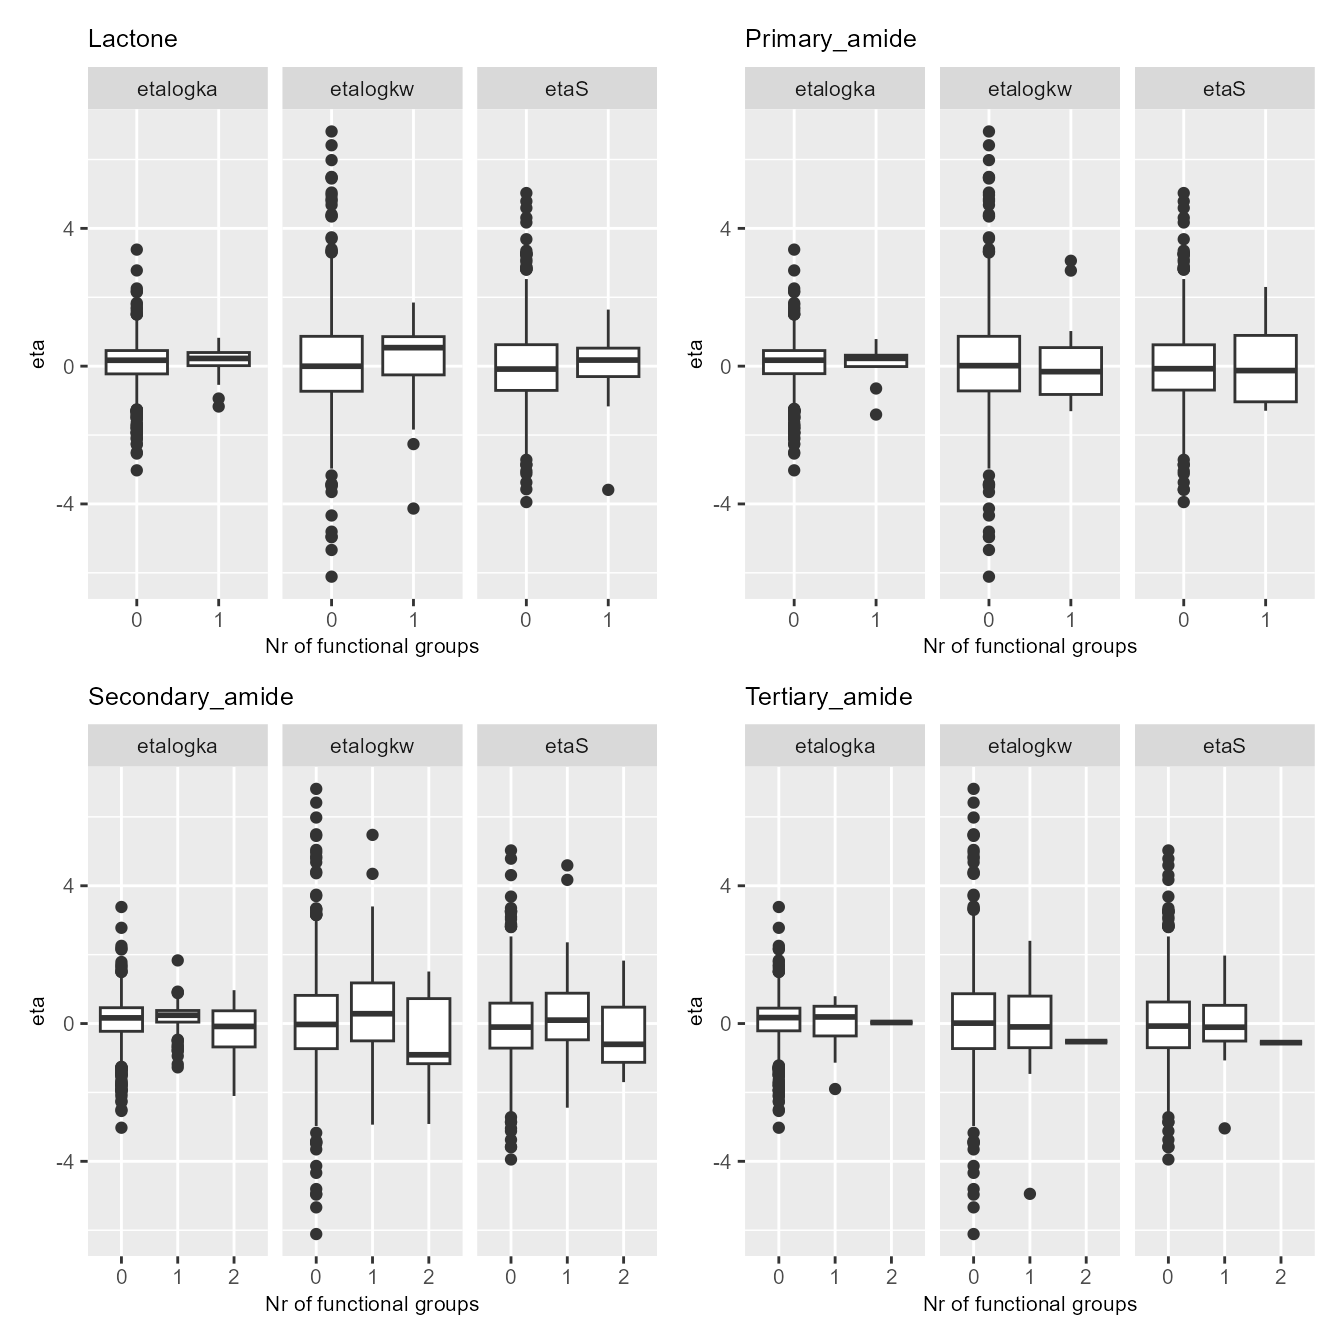 Lactone
etalogka etalogkw etaS
eta
4
0
-4
0 1 0 1 0 1
Nr of functional groups
Primary_amide
etalogka etalogkw etaS
eta
4
0
-4
0 1 0 1 0 1
Nr of functional groups
Secondary_amide
etalogka etalogkw etaS
eta
4
0
-4
0 1 2 0 1 2 0 1 2
Nr of functional groups
Tertiary_amide
etalogka etalogkw etaS
eta
4
0
-4
0 1 2 0 1 2 0 1 2
Nr of functional groups